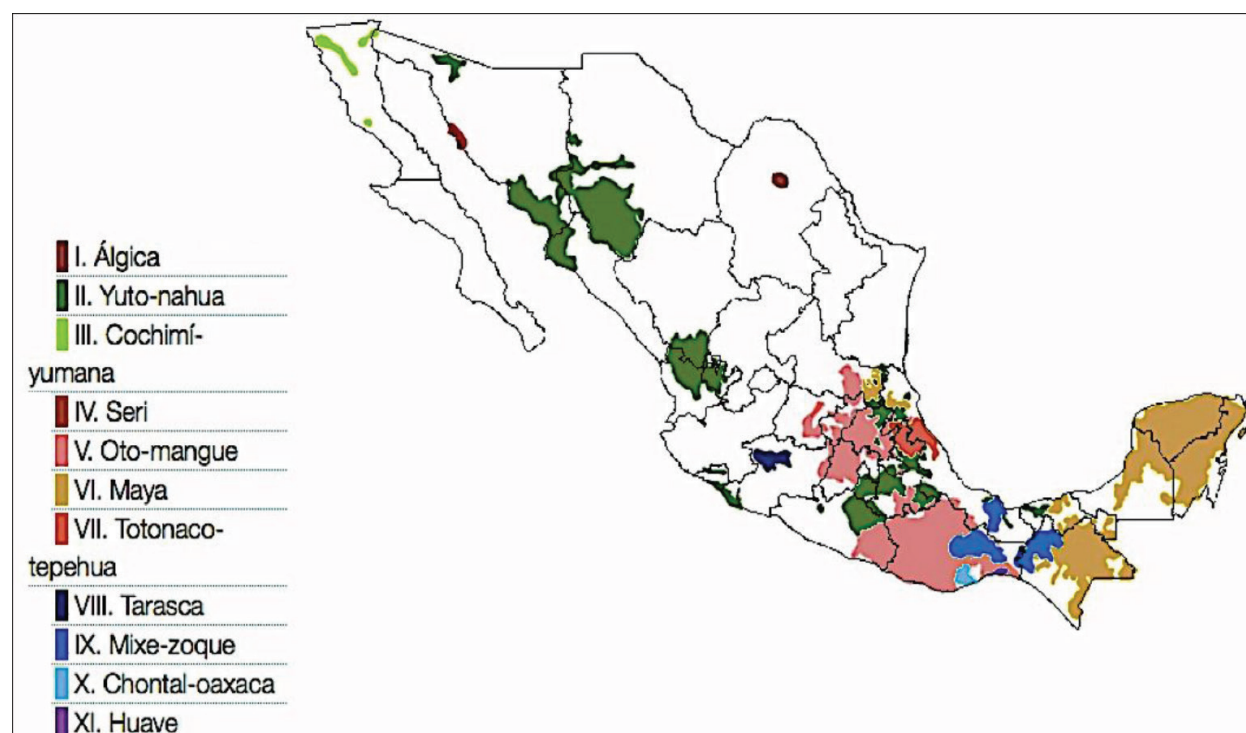 I. Álgica
II. Yuto-nahua
III. Cochimí-
yumana
IV. Seri
V. Oto-mangue
VI. Maya
VII. Totonaco-
tepehua
VIII. Tarasca
IX. Mixe-zoque
X. Chontal-oaxaca
XI. Huave